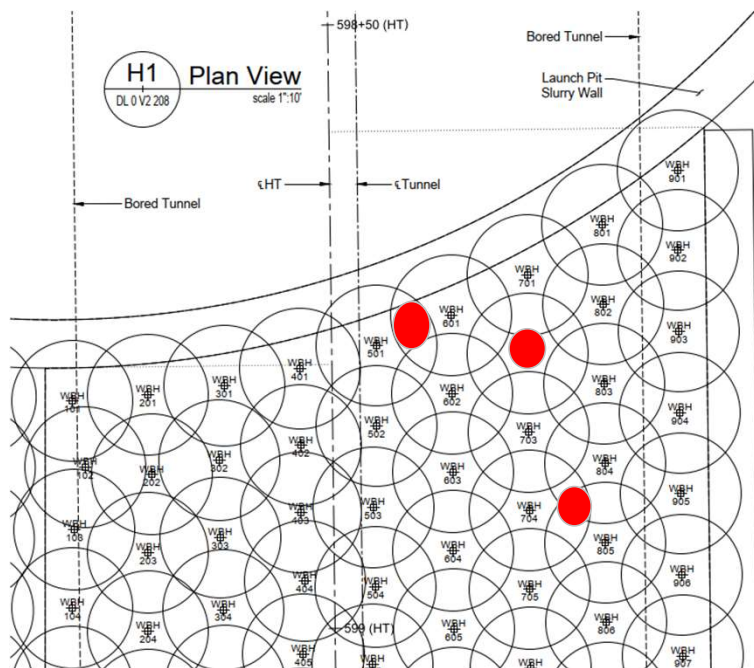 598+50 (HT)
Bored Tunnel
H1
Plan View
DL 0 V2 208
scale 1":10'
Launch Pit
Slurry Wall
℄HT
℄Tunnel
Bored Tunnel
WBH
901
WBH
801
WBH
902
WBH
701
WBH
802
WBH
601
WBH
903
WBH
501
WBH
401
WBH
301
WBH
201
WBH
101
WBH
602
WBH
803
WBH
904
WBH
502
WBH
703
WBH
402
WBH
302
WBH
102
WBH
202
WBH
603
WBH
804
WBH
905
WBH
403
WBH
503
WBH
704
WBH
103
WBH
303
WBH
203
WBH
604
WBH
805
WBH
906
WBH
404
WBH
504
WBH
705
WBH
104
WBH
304
WBH
204
599 (HT)
WBH
605
WBH
806
WBH
405
WBH
WBH
WBH
907